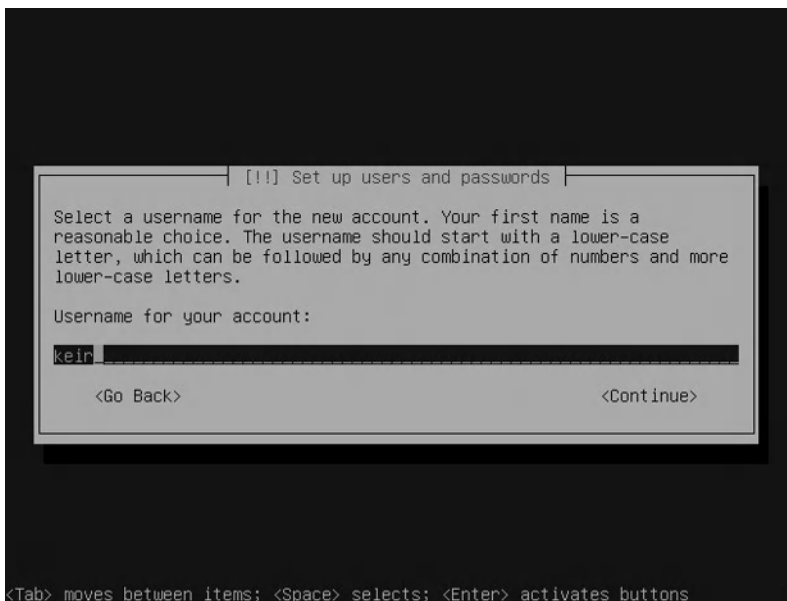 [!!] Set up users and passwords
Select a username for the new account. Your first name is a
reasonable choice. The username should start with a lower-case
letter, which can be followed by any combination of numbers and more
lower-case letters.
Username for your account:
keir
<Go Back> <Continue>
<Tab> moves between items; <Space> selects; <Enter> activates buttons